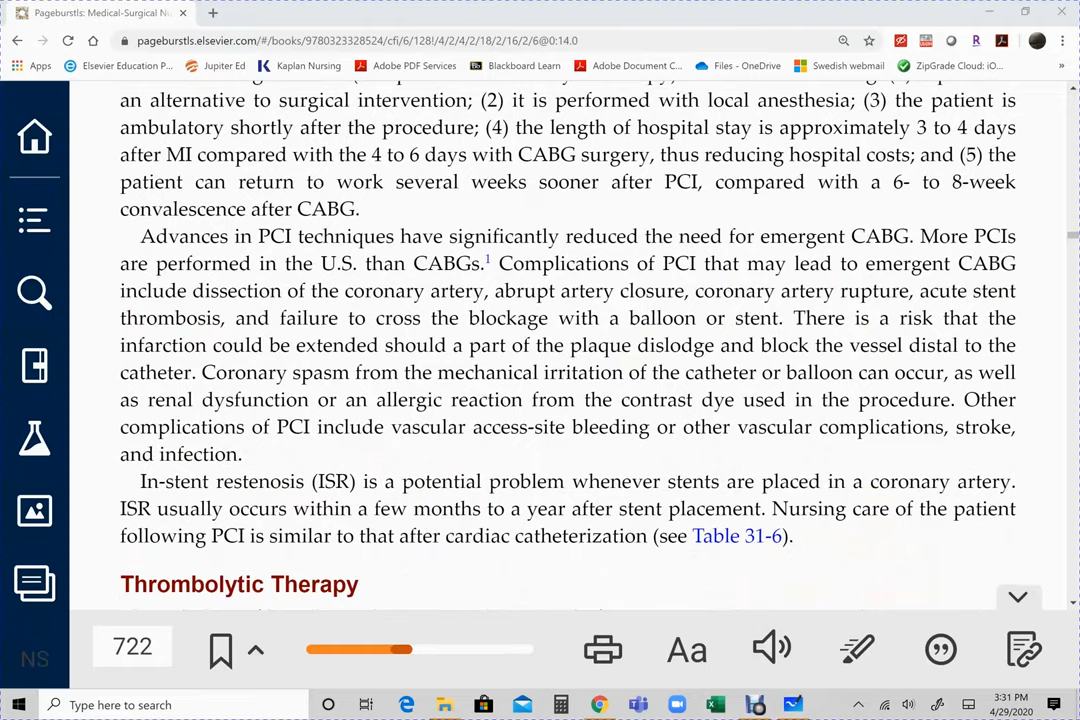 Pageburstls: Medical-Surgical Nu
pageburstls.elsevier.com/#/books/9780323328524/cfi/6/128!/4/2/4/2/18/2/16/2/6@0:14.0
Apps Elsevier Education P... Jupiter Ed Kaplan Nursing Adobe PDF Services Blackboard Learn Adobe Document C... Files - OneDrive Swedish webmail ZipGrade Cloud: iO... »
an alternative to surgical intervention; (2) it is performed with local anesthesia; (3) the patient is
ambulatory shortly after the procedure; (4) the length of hospital stay is approximately 3 to 4 days
after MI compared with the 4 to 6 days with CABG surgery, thus reducing hospital costs; and (5) the
patient can return to work several weeks sooner after PCI, compared with a 6- to 8-week
convalescence after CABG.
Advances in PCI techniques have significantly reduced the need for emergent CABG. More PCIs
are performed in the U.S. than CABGs.1 Complications of PCI that may lead to emergent CABG
include dissection of the coronary artery, abrupt artery closure, coronary artery rupture, acute stent
thrombosis, and failure to cross the blockage with a balloon or stent. There is a risk that the
infarction could be extended should a part of the plaque dislodge and block the vessel distal to the
catheter. Coronary spasm from the mechanical irritation of the catheter or balloon can occur, as well
as renal dysfunction or an allergic reaction from the contrast dye used in the procedure. Other
complications of PCI include vascular access-site bleeding or other vascular complications, stroke,
and infection.
In-stent restenosis (ISR) is a potential problem whenever stents are placed in a coronary artery.
ISR usually occurs within a few months to a year after stent placement. Nursing care of the patient
following PCI is similar to that after cardiac catheterization (see Table 31-6).
Thrombolytic Therapy
NS
722
Aa
Type here to search
3:31 PM
4/29/2020